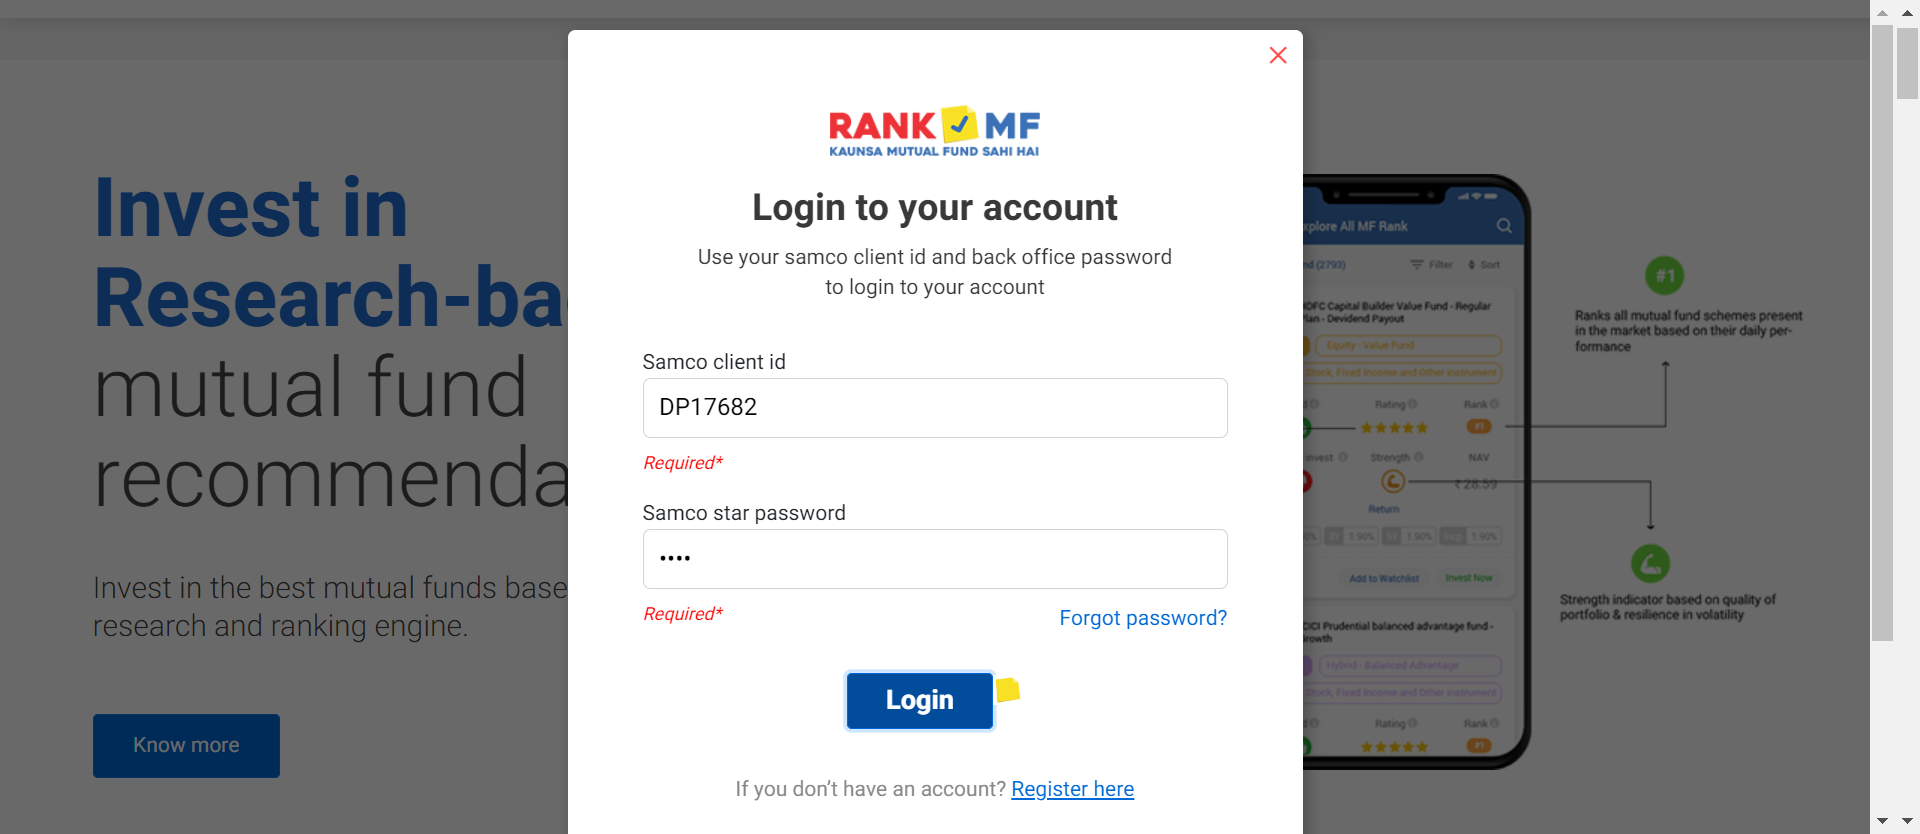 Invest in
Research-ba
mutual fund
recommenda
Invest in the best mutual funds base
research and ranking engine.
Know more
RANK MF
KAUNSA MUTUAL FUND SAHI HAI
Login to your account
Use your samco client id and back office password
to login to your account
Samco client id
DP17682
Required*
Samco star password
••••
Required*
Forgot password?
Login
If you don't have an account? Register here
xplore All MF Rank
nd (2793)
Filter
Sort
HDFC Capital Builder Value Fund - Regular
Plan - Devidend Payout
Equity - Value Fund
Stock, Fixed Income and Other instrument
Rating
Rank
#1
invest
Strength
NAV
₹ 28.59
Return
1.90%
1.90%
1.90%
Add to Watchlist
Invest Now
ICICI Prudential balanced advantage fund -
Growth
Hybrid - Balanced Advantage
Stock, Fixed Income and Other instrument
Rating
Rank
#1
#1
Ranks all mutual fund schemes present
in the market based on their daily per-
formance
Strength indicator based on quality of
portfolio & resilience in volatility